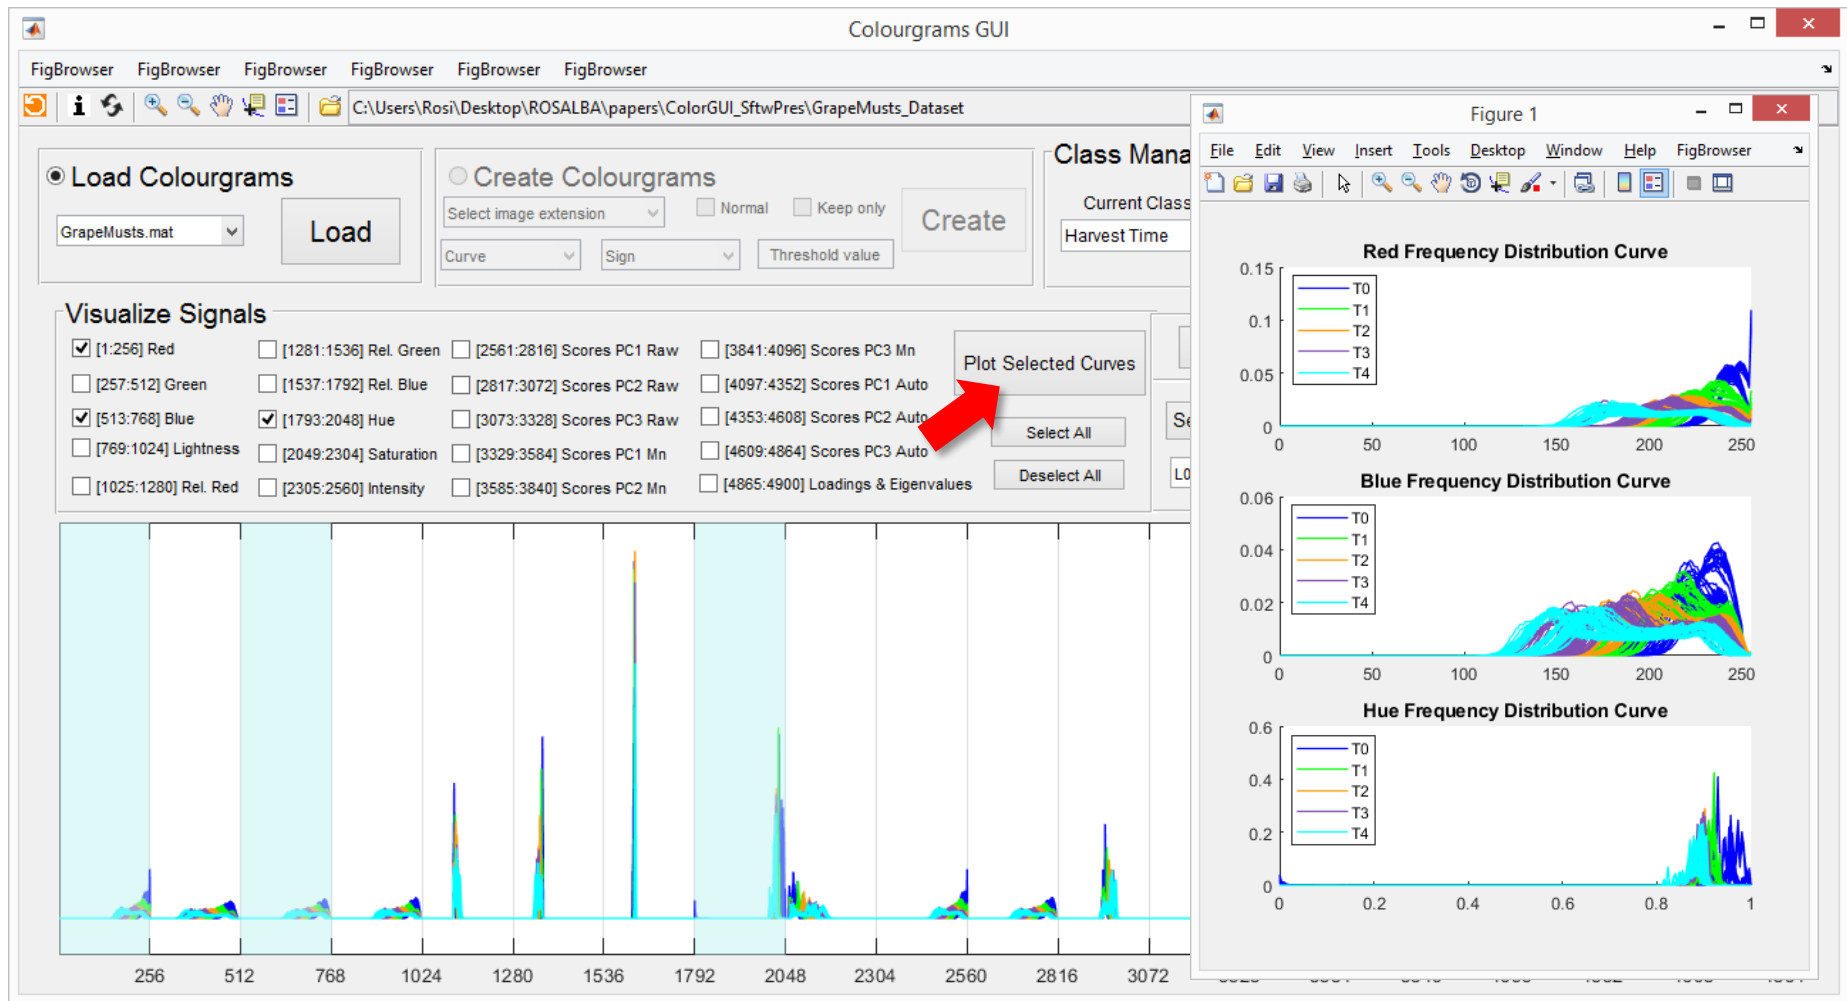 Colourgrams GUI
FigBrowser FigBrowser FigBrowser FigBrowser FigBrowser FigBrowser
C:\Users\Rosi\Desktop\ROSALBA\papers\ColorGUI_SftwPres\GrapeMusts_Dataset
Load Colourgrams
GrapeMusts.mat
Load
Create Colourgrams
Select image extension
Normal
Keep only
Create
Curve
Sign
Threshold value
Class Mana
Current Class
Harvest Time
Visualize Signals
[1:256] Red
[257:512] Green
[513:768] Blue
[769:1024] Lightness
[1025:1280] Rel. Red
[1281:1536] Rel. Green
[1537:1792] Rel. Blue
[1793:2048] Hue
[2049:2304] Saturation
[2305:2560] Intensity
[2561:2816] Scores PC1 Raw
[2817:3072] Scores PC2 Raw
[3073:3328] Scores PC3 Raw
[3329:3584] Scores PC1 Mn
[3585:3840] Scores PC2 Mn
[3841:4096] Scores PC3 Mn
[4097:4352] Scores PC1 Auto
[4353:4608] Scores PC2 Auto
[4609:4864] Scores PC3 Auto
[4865:4900] Loadings & Eigenvalues
Plot Selected Curves
Select All
Deselect All
Se
L0
256 512 768 1024 1280 1536 1792 2048 2304 2560 2816 3072
Figure 1
File Edit View Insert Tools Desktop Window Help FigBrowser
Red Frequency Distribution Curve
0.15
0.1
0.05
0
T0
T1
T2
T3
T4
0 50 100 150 200 250
Blue Frequency Distribution Curve
0.06
0.04
0.02
0
T0
T1
T2
T3
T4
0 50 100 150 200 250
Hue Frequency Distribution Curve
0.6
0.4
0.2
0
T0
T1
T2
T3
T4
0 0.2 0.4 0.6 0.8 1